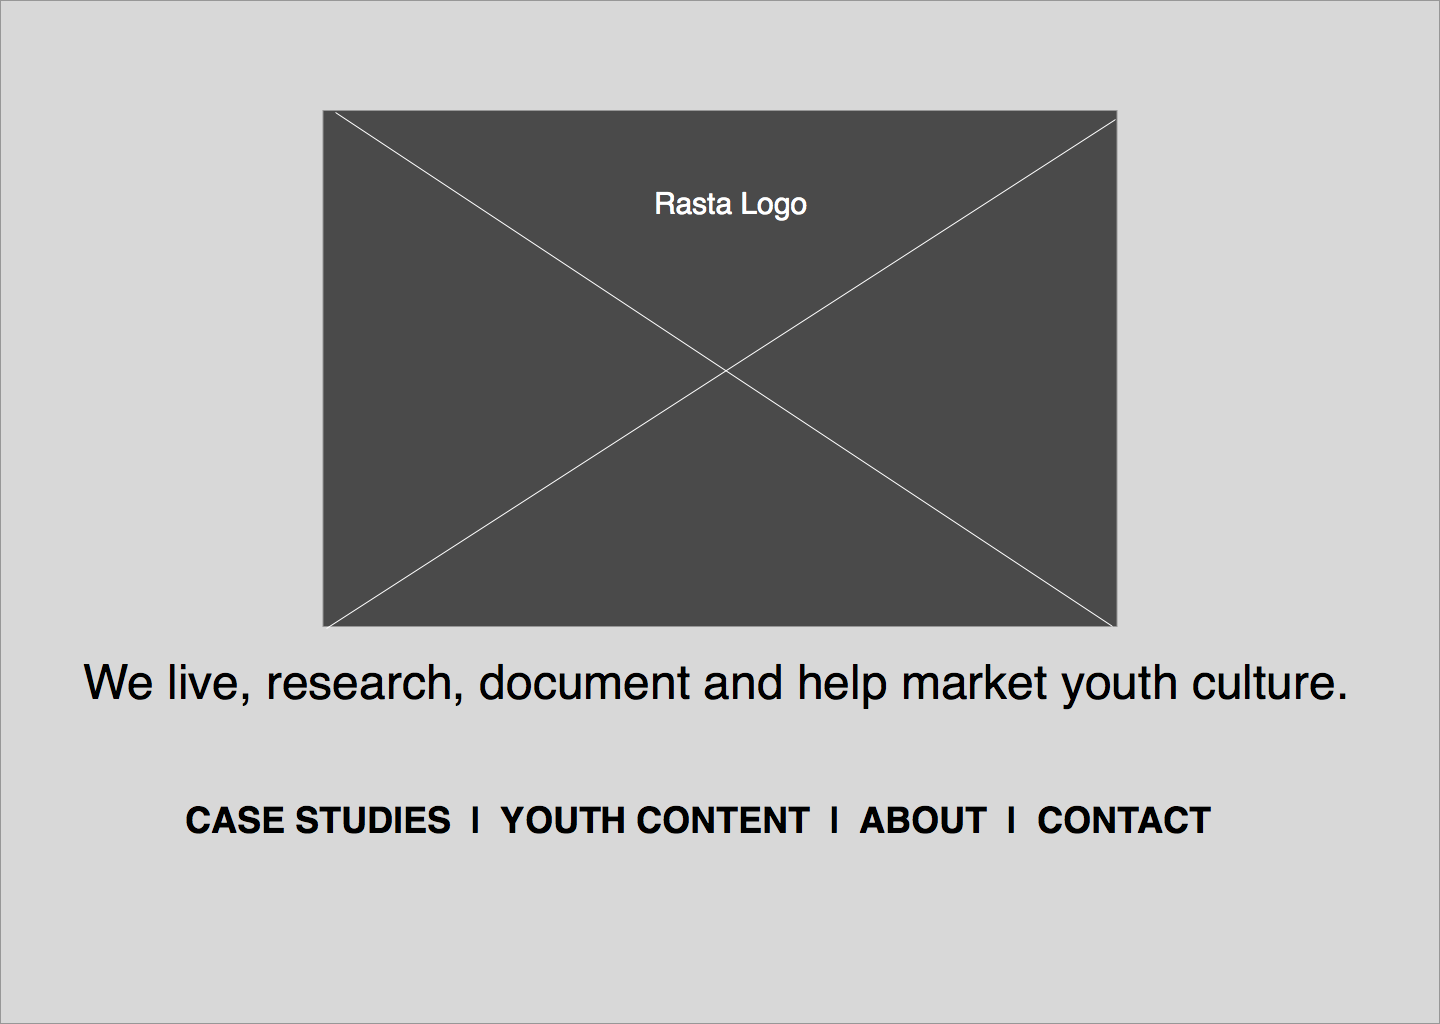 Rasta Logo
We live, research, document and help market youth culture.
CASE STUDIES | YOUTH CONTENT | ABOUT | CONTACT